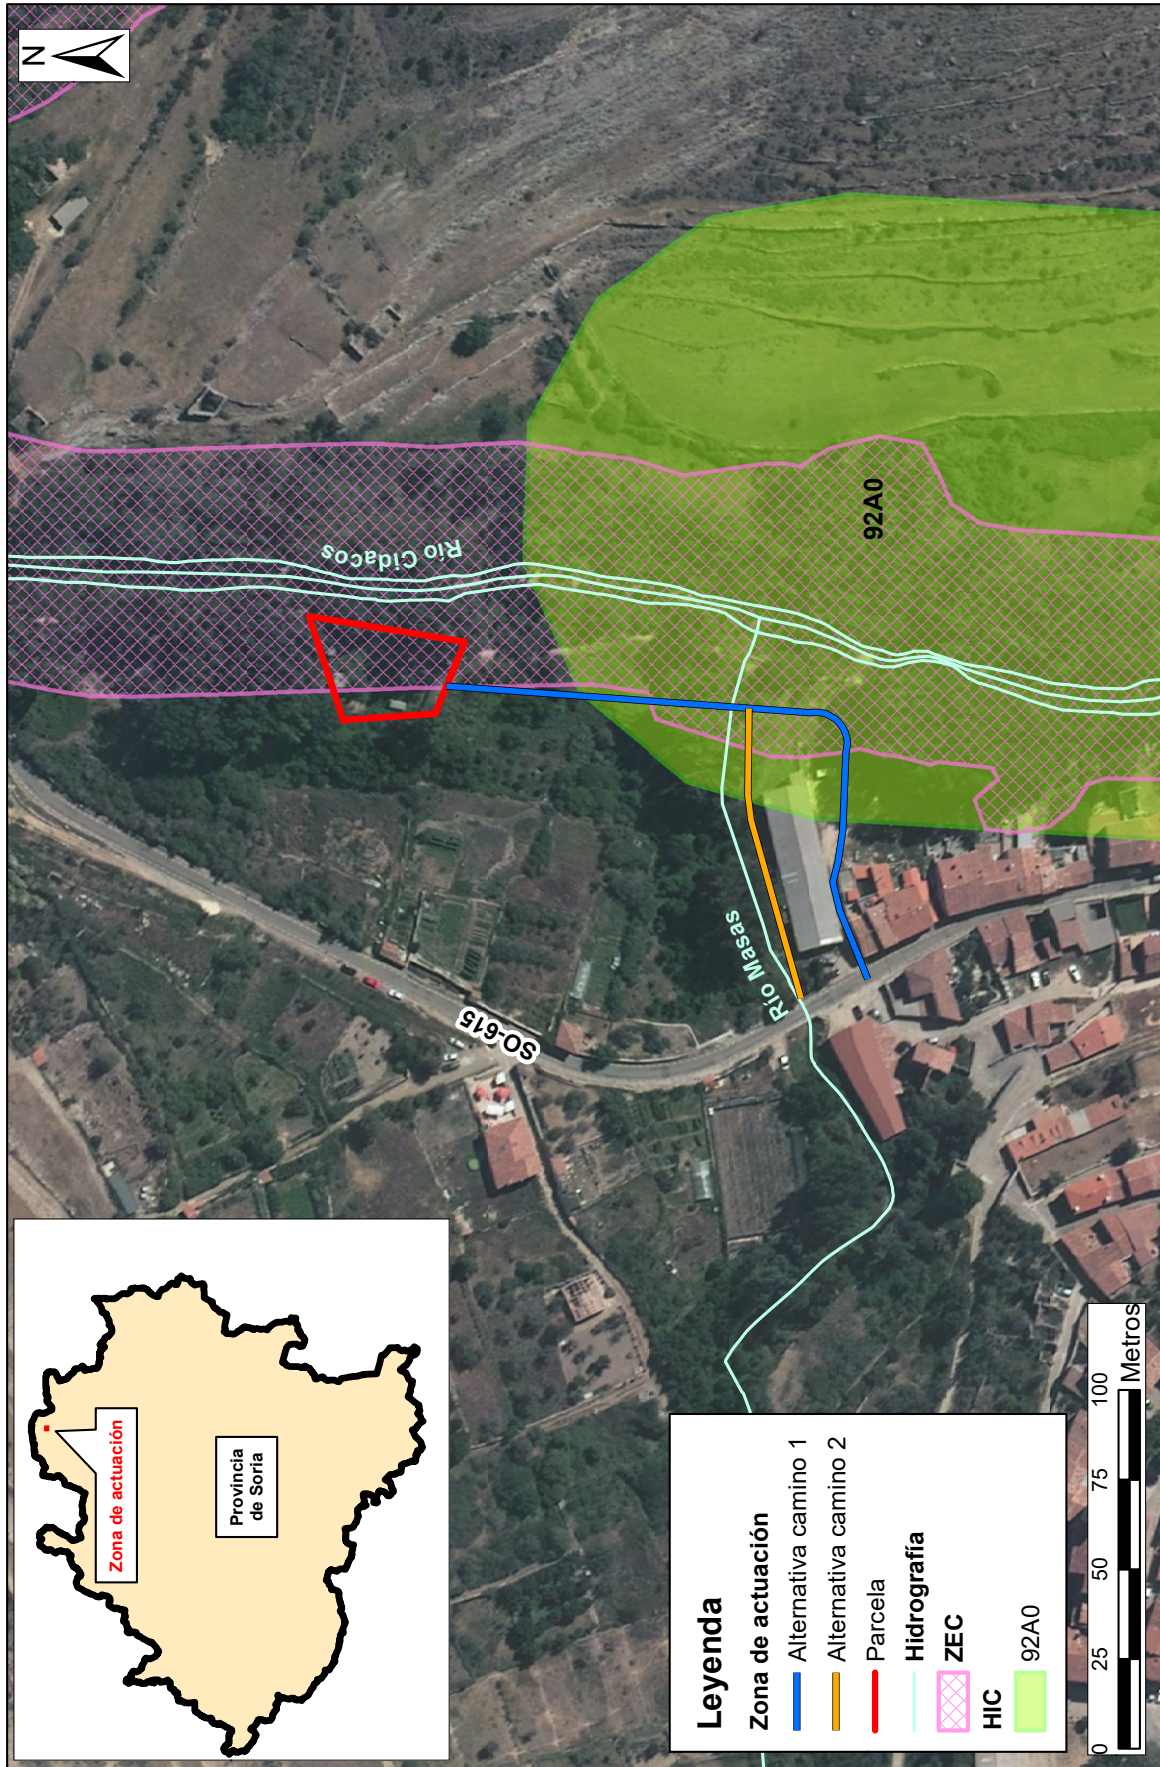 N
Río Cidacos
92A0
Río Masas
SO-615
Zona de actuación
Provincia
de Soria
Leyenda
Zona de actuación
Alternativa camino 1
Alternativa camino 2
Parcela
Hidrografía
ZEC
HIC
92A0
0 25 50 75 100
Metros